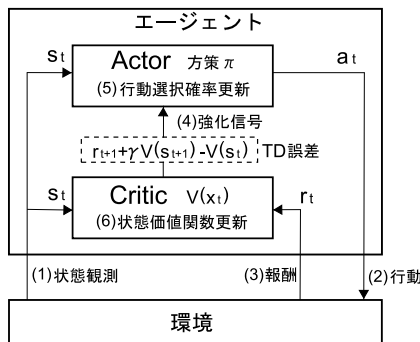 エージェント
st
Actor 方策 π
at
(5) 行動選択確率更新
(4)強化信号
rt+1+γV(st+1)-V(st) TD誤差
st
Critic V(xt)
rt
(6)状態価値関数更新
(1)状態観測
(3)報酬
(2)行動
環境